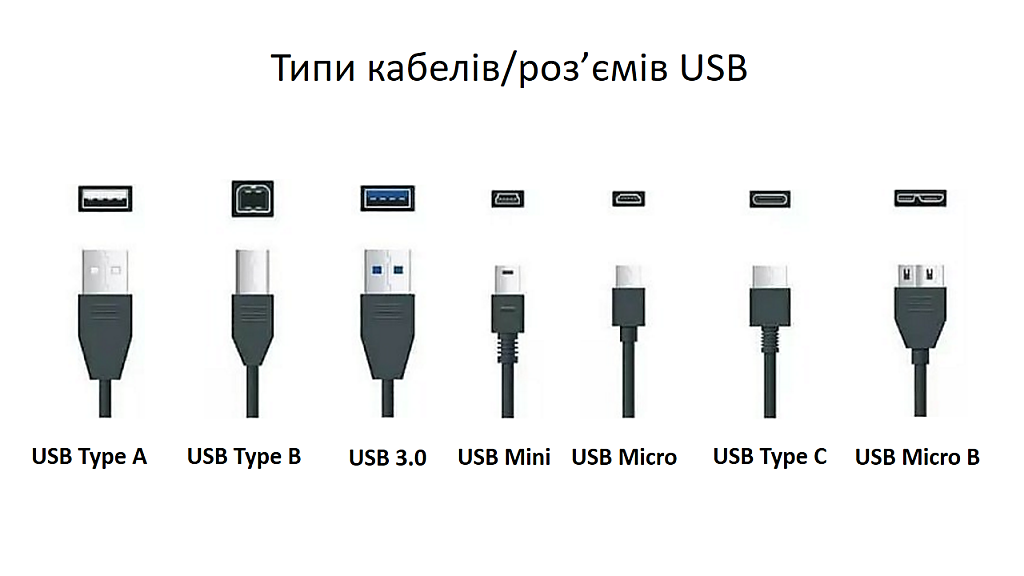 Типи кабелів/роз’ємів USB
USB Type A
USB Type B
USB 3.0
USB Mini
USB Micro
USB Type C
USB Micro B